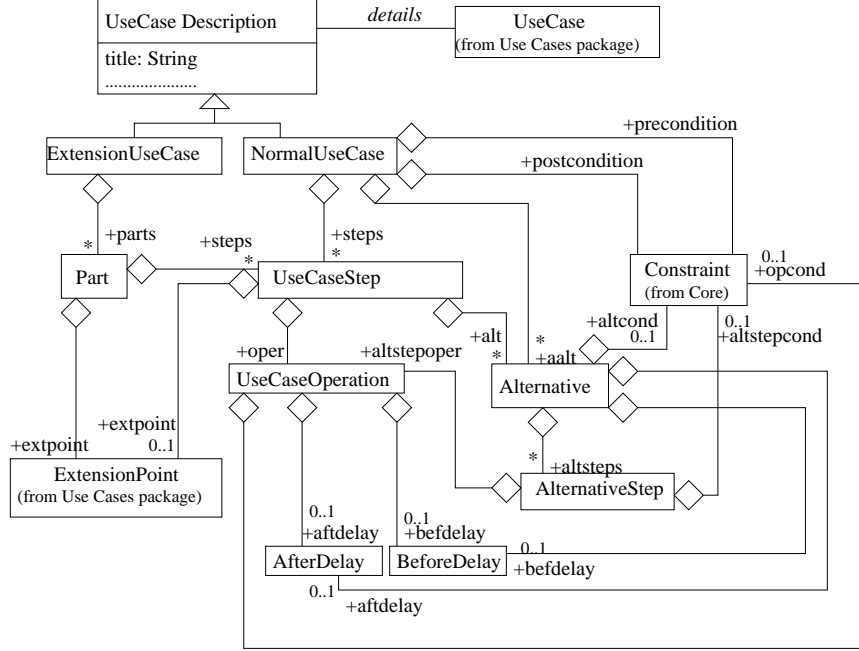 UseCase Description
details
UseCase
(from Use Cases package)
title: String
.....................
+precondition
ExtensionUseCase
NormalUseCase
+postcondition
+parts
*
+steps
*
+steps
*
Part
UseCaseStep
Constraint
(from Core)
0..1
+opcond
+alt
*
*
+aalt
+altcond
0..1
0..1
+altstepcond
+oper
+altstepoper
UseCaseOperation
Alternative
+extpoint
0..1
+extpoint
ExtensionPoint
(from Use Cases package)
*
+altsteps
AlternativeStep
0..1
+aftdelay
0..1
+befdelay
AfterDelay
BeforeDelay
0..1
+befdelay
0..1
+aftdelay